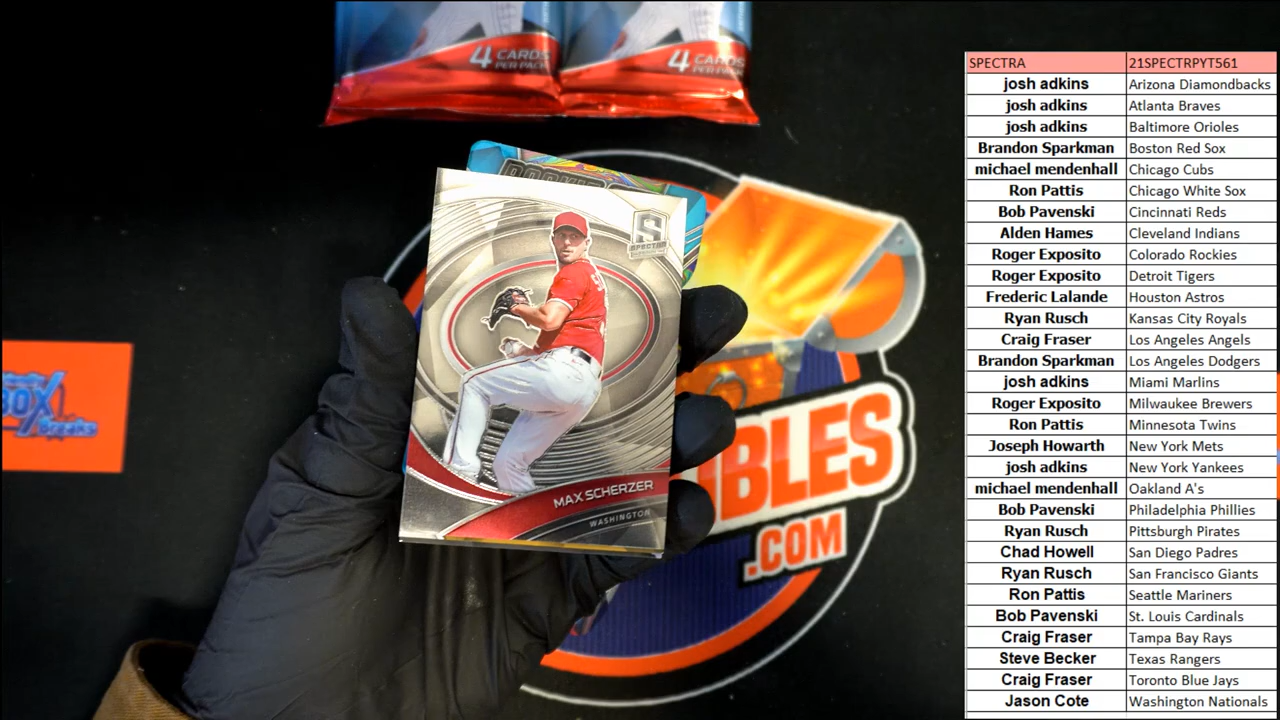 4 CARDS
PER PACK
4 CARDS
PER PACK
ROOKIE
SPECTRA
MAX SCHERZER
WASHINGTON
BOX
Breaks
IBLES
.COM
SPECTRA 21SPECTRPYT561
josh adkins Arizona Diamondbacks
josh adkins Atlanta Braves
josh adkins Baltimore Orioles
Brandon Sparkman Boston Red Sox
michael mendenhall Chicago Cubs
Ron Pattis Chicago White Sox
Bob Pavenski Cincinnati Reds
Alden Hames Cleveland Indians
Roger Exposito Colorado Rockies
Roger Exposito Detroit Tigers
Frederic Lalande Houston Astros
Ryan Rusch Kansas City Royals
Craig Fraser Los Angeles Angels
Brandon Sparkman Los Angeles Dodgers
josh adkins Miami Marlins
Roger Exposito Milwaukee Brewers
Ron Pattis Minnesota Twins
Joseph Howarth New York Mets
josh adkins New York Yankees
michael mendenhall Oakland A's
Bob Pavenski Philadelphia Phillies
Ryan Rusch Pittsburgh Pirates
Chad Howell San Diego Padres
Ryan Rusch San Francisco Giants
Ron Pattis Seattle Mariners
Bob Pavenski St. Louis Cardinals
Craig Fraser Tampa Bay Rays
Steve Becker Texas Rangers
Craig Fraser Toronto Blue Jays
Jason Cote Washington Nationals